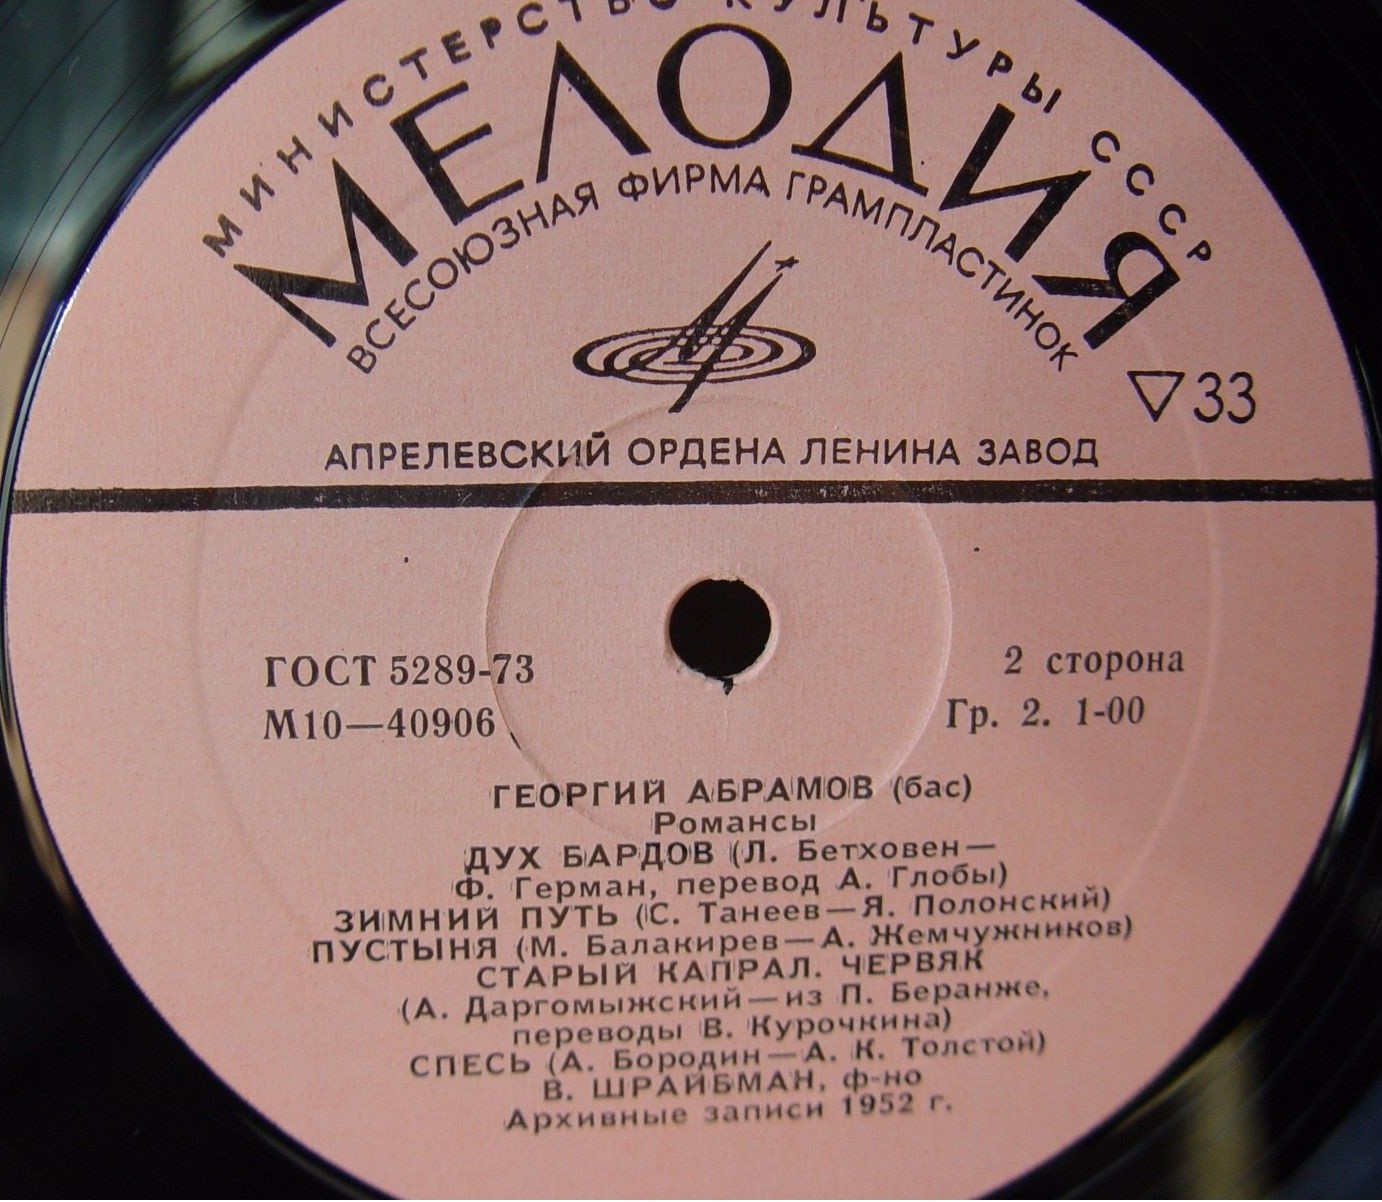 МИНИСТЕРСТВО КУЛЬТУРЫ СССР
МЕЛОДИЯ
ВСЕСОЮЗНАЯ ФИРМА ГРАМПЛАСТИНОК
▽33
АПРЕЛЕВСКИЙ ОРДЕНА ЛЕНИНА ЗАВОД
ГОСТ 5289-73
2 сторона
М10—40906
Гр. 2. 1-00
ГЕОРГИЙ АБРАМОВ (бас)
Романсы
ДУХ БАРДОВ (Л. Бетховен—
Ф. Герман, перевод А. Глобы)
ЗИМНИЙ ПУТЬ (С. Танеев—Я. Полонский)
ПУСТЫНЯ (М. Балакирев—А. Жемчужников)
СТАРЫЙ КАПРАЛ. ЧЕРВЯК
(А. Даргомыжский—из П. Беранже,
переводы В. Курочкина)
СПЕСЬ (А. Бородин—А. К. Толстой)
В. ШРАЙБМАН, ф-но
Архивные записи 1952 г.